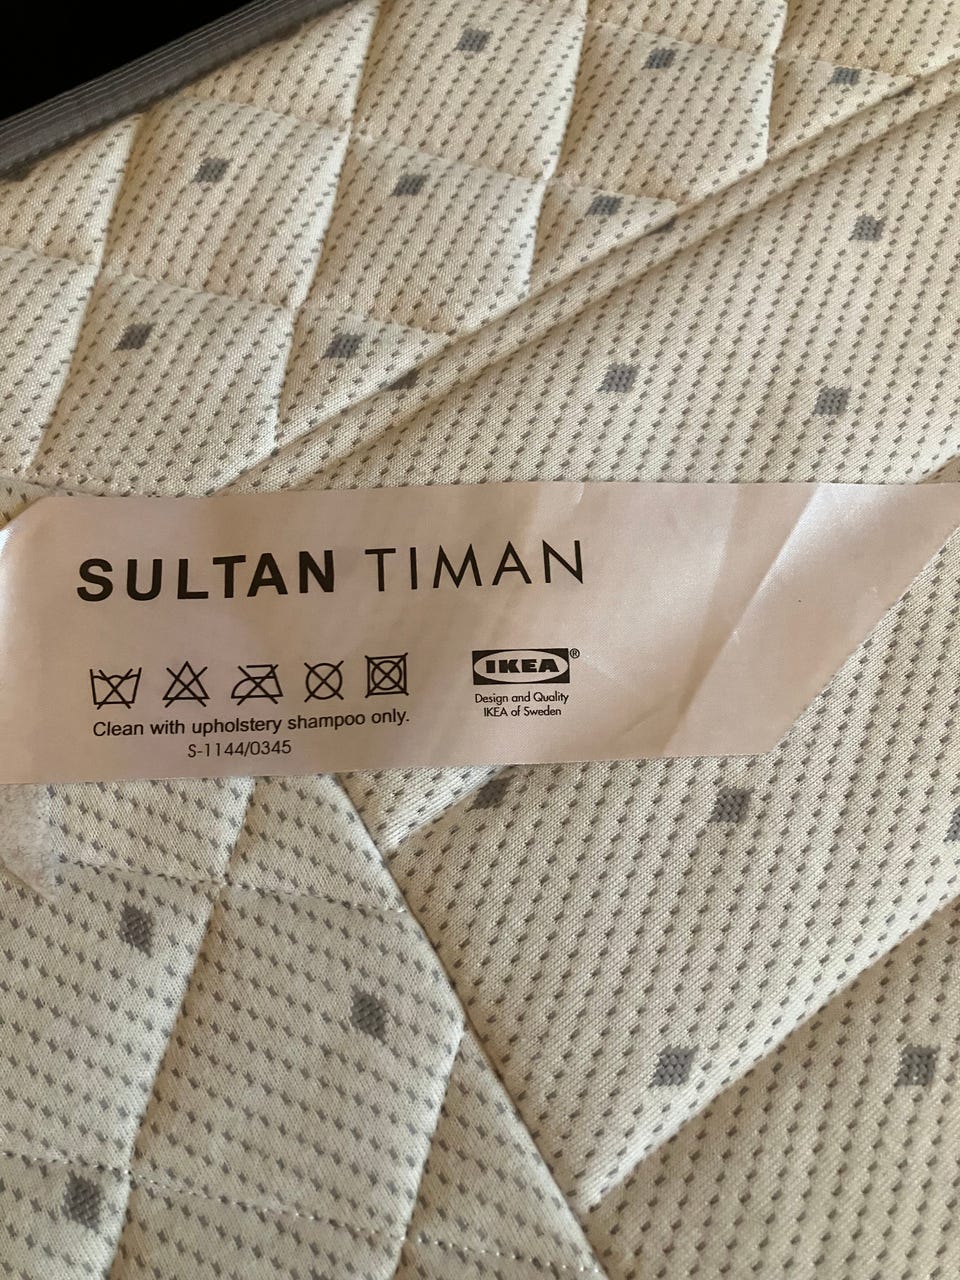 SULTAN TIMAN
IKEA®
Design and Quality
IKEA of Sweden
Clean with upholstery shampoo only.
S-1144/0345